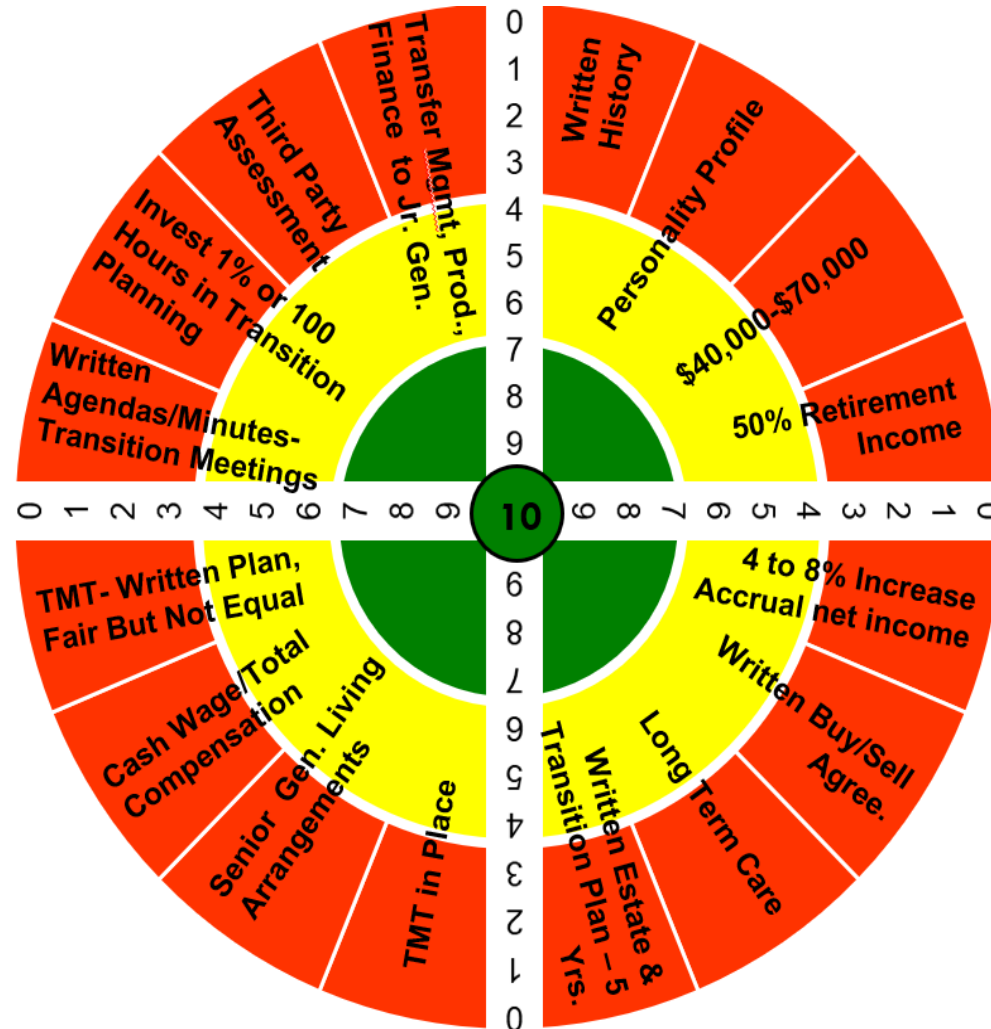 Written
History
Personality Profile
$40,000-$70,000
50% Retirement
Income
4 to 8% Increase
Accrual net income
Written Buy/Sell
Agree.
Long Term Care
Written Estate &
Transition Plan – 5
Yrs.
TMT in Place
Senior Gen. Living
Arrangements
Cash Wage/Total
Compensation
TMT- Written Plan,
Fair But Not Equal
Written
Agendas/Minutes-
Transition Meetings
Invest 1% or 100
Hours in Transition
Planning
Third Party
Assessment
Transfer Mgmt, Prod.,
Finance to Jr. Gen.
0
1
2
3
4
5
6
7
8
9
0 1 2 3 4 5 6 7 8 9 10 9 8 7 6 5 4 3 2 1 0
9
8
7
6
5
4
3
2
1
0